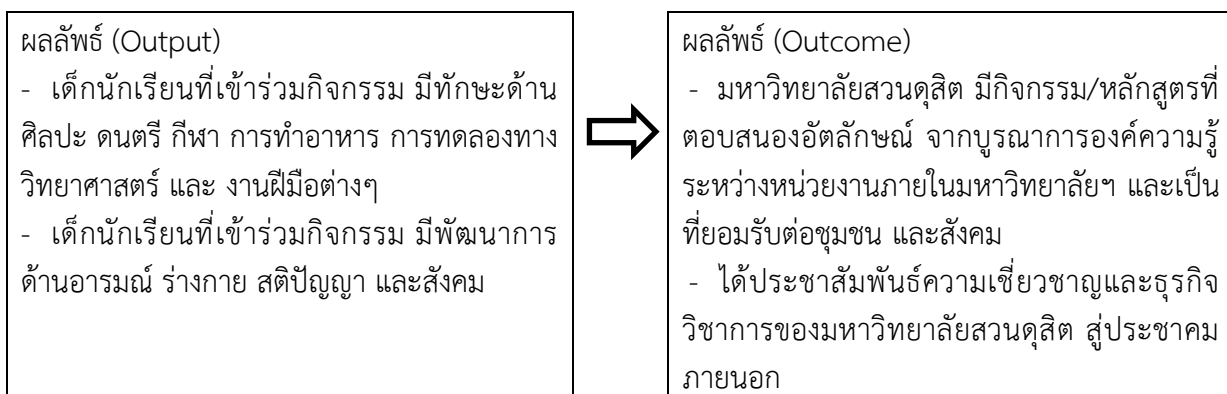 ผลลัพธ์ (Output)
- เด็กนักเรียนที่เข้าร่วมกิจกรรม มีทักษะด้าน
ศิลปะ ดนตรี กีฬา การทำอาหาร การทดลองทาง
วิทยาศาสตร์ และ งานฝีมือต่างๆ
- เด็กนักเรียนที่เข้าร่วมกิจกรรม มีพัฒนาการ
ด้านอารมณ์ ร่างกาย สติปัญญา และสังคม
ผลลัพธ์ (Outcome)
- มหาวิทยาลัยสวนดุสิต มีกิจกรรม/หลักสูตรที่
ตอบสนองอัตลักษณ์ จากบูรณาการองค์ความรู้
ระหว่างหน่วยงานภายในมหาวิทยาลัยฯ และเป็น
ที่ยอมรับต่อชุมชน และสังคม
- ได้ประชาสัมพันธ์ความเชี่ยวชาญและธุรกิจ
วิชาการของมหาวิทยาลัยสวนดุสิต สู่ประชาคม
ภายนอก